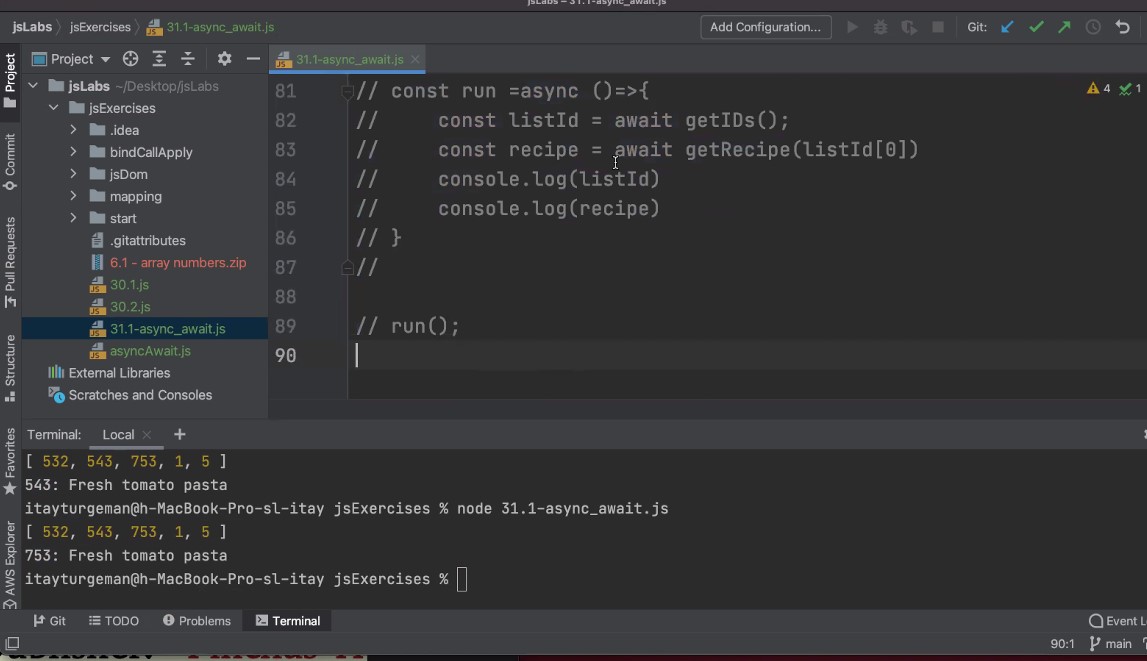 jsLabs – 31.1-async_await.js
jsLabs jsExercises 31.1-async_await.js Add Configuration... Git:
Project 31.1-async_await.js
Project
Commit
Pull Requests
Structure
Favorites
AWS Explorer
jsLabs ~/Desktop/jsLabs
jsExercises
.idea
bindCallApply
jsDom
mapping
start
.gitattributes
6.1 - array numbers.zip
30.1.js
30.2.js
31.1-async_await.js
asyncAwait.js
External Libraries
Scratches and Consoles
4 1
81 // const run =async ()=>{
82 //     const listId = await getIDs();
83 //     const recipe = await getRecipe(listId[0])
84 //     console.log(listId)
85 //     console.log(recipe)
86 // }
87 //
88
89 // run();
90
Terminal: Local
[ 532, 543, 753, 1, 5 ]
543: Fresh tomato pasta
itayturgeman@h-MacBook-Pro-sl-itay jsExercises % node 31.1-async_await.js
[ 532, 543, 753, 1, 5 ]
753: Fresh tomato pasta
itayturgeman@h-MacBook-Pro-sl-itay jsExercises %
Git TODO Problems Terminal Event L
90:1 main